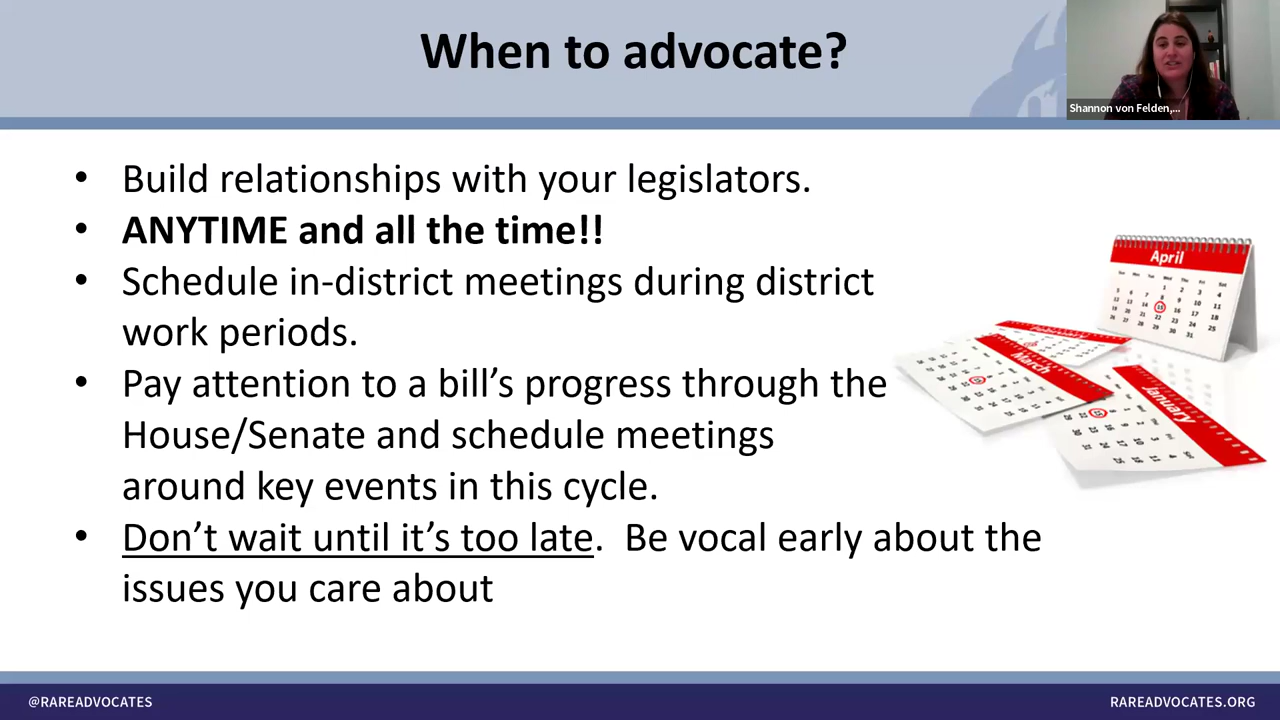 When to advocate?
Shannon von Felden,...
• Build relationships with your legislators.
• ANYTIME and all the time!!
• Schedule in-district meetings during district
work periods.
• Pay attention to a bill's progress through the
House/Senate and schedule meetings
around key events in this cycle.
• Don't wait until it's too late. Be vocal early about the
issues you care about
April
February
March
January
@RAREADVOCATES
RAREADVOCATES.ORG